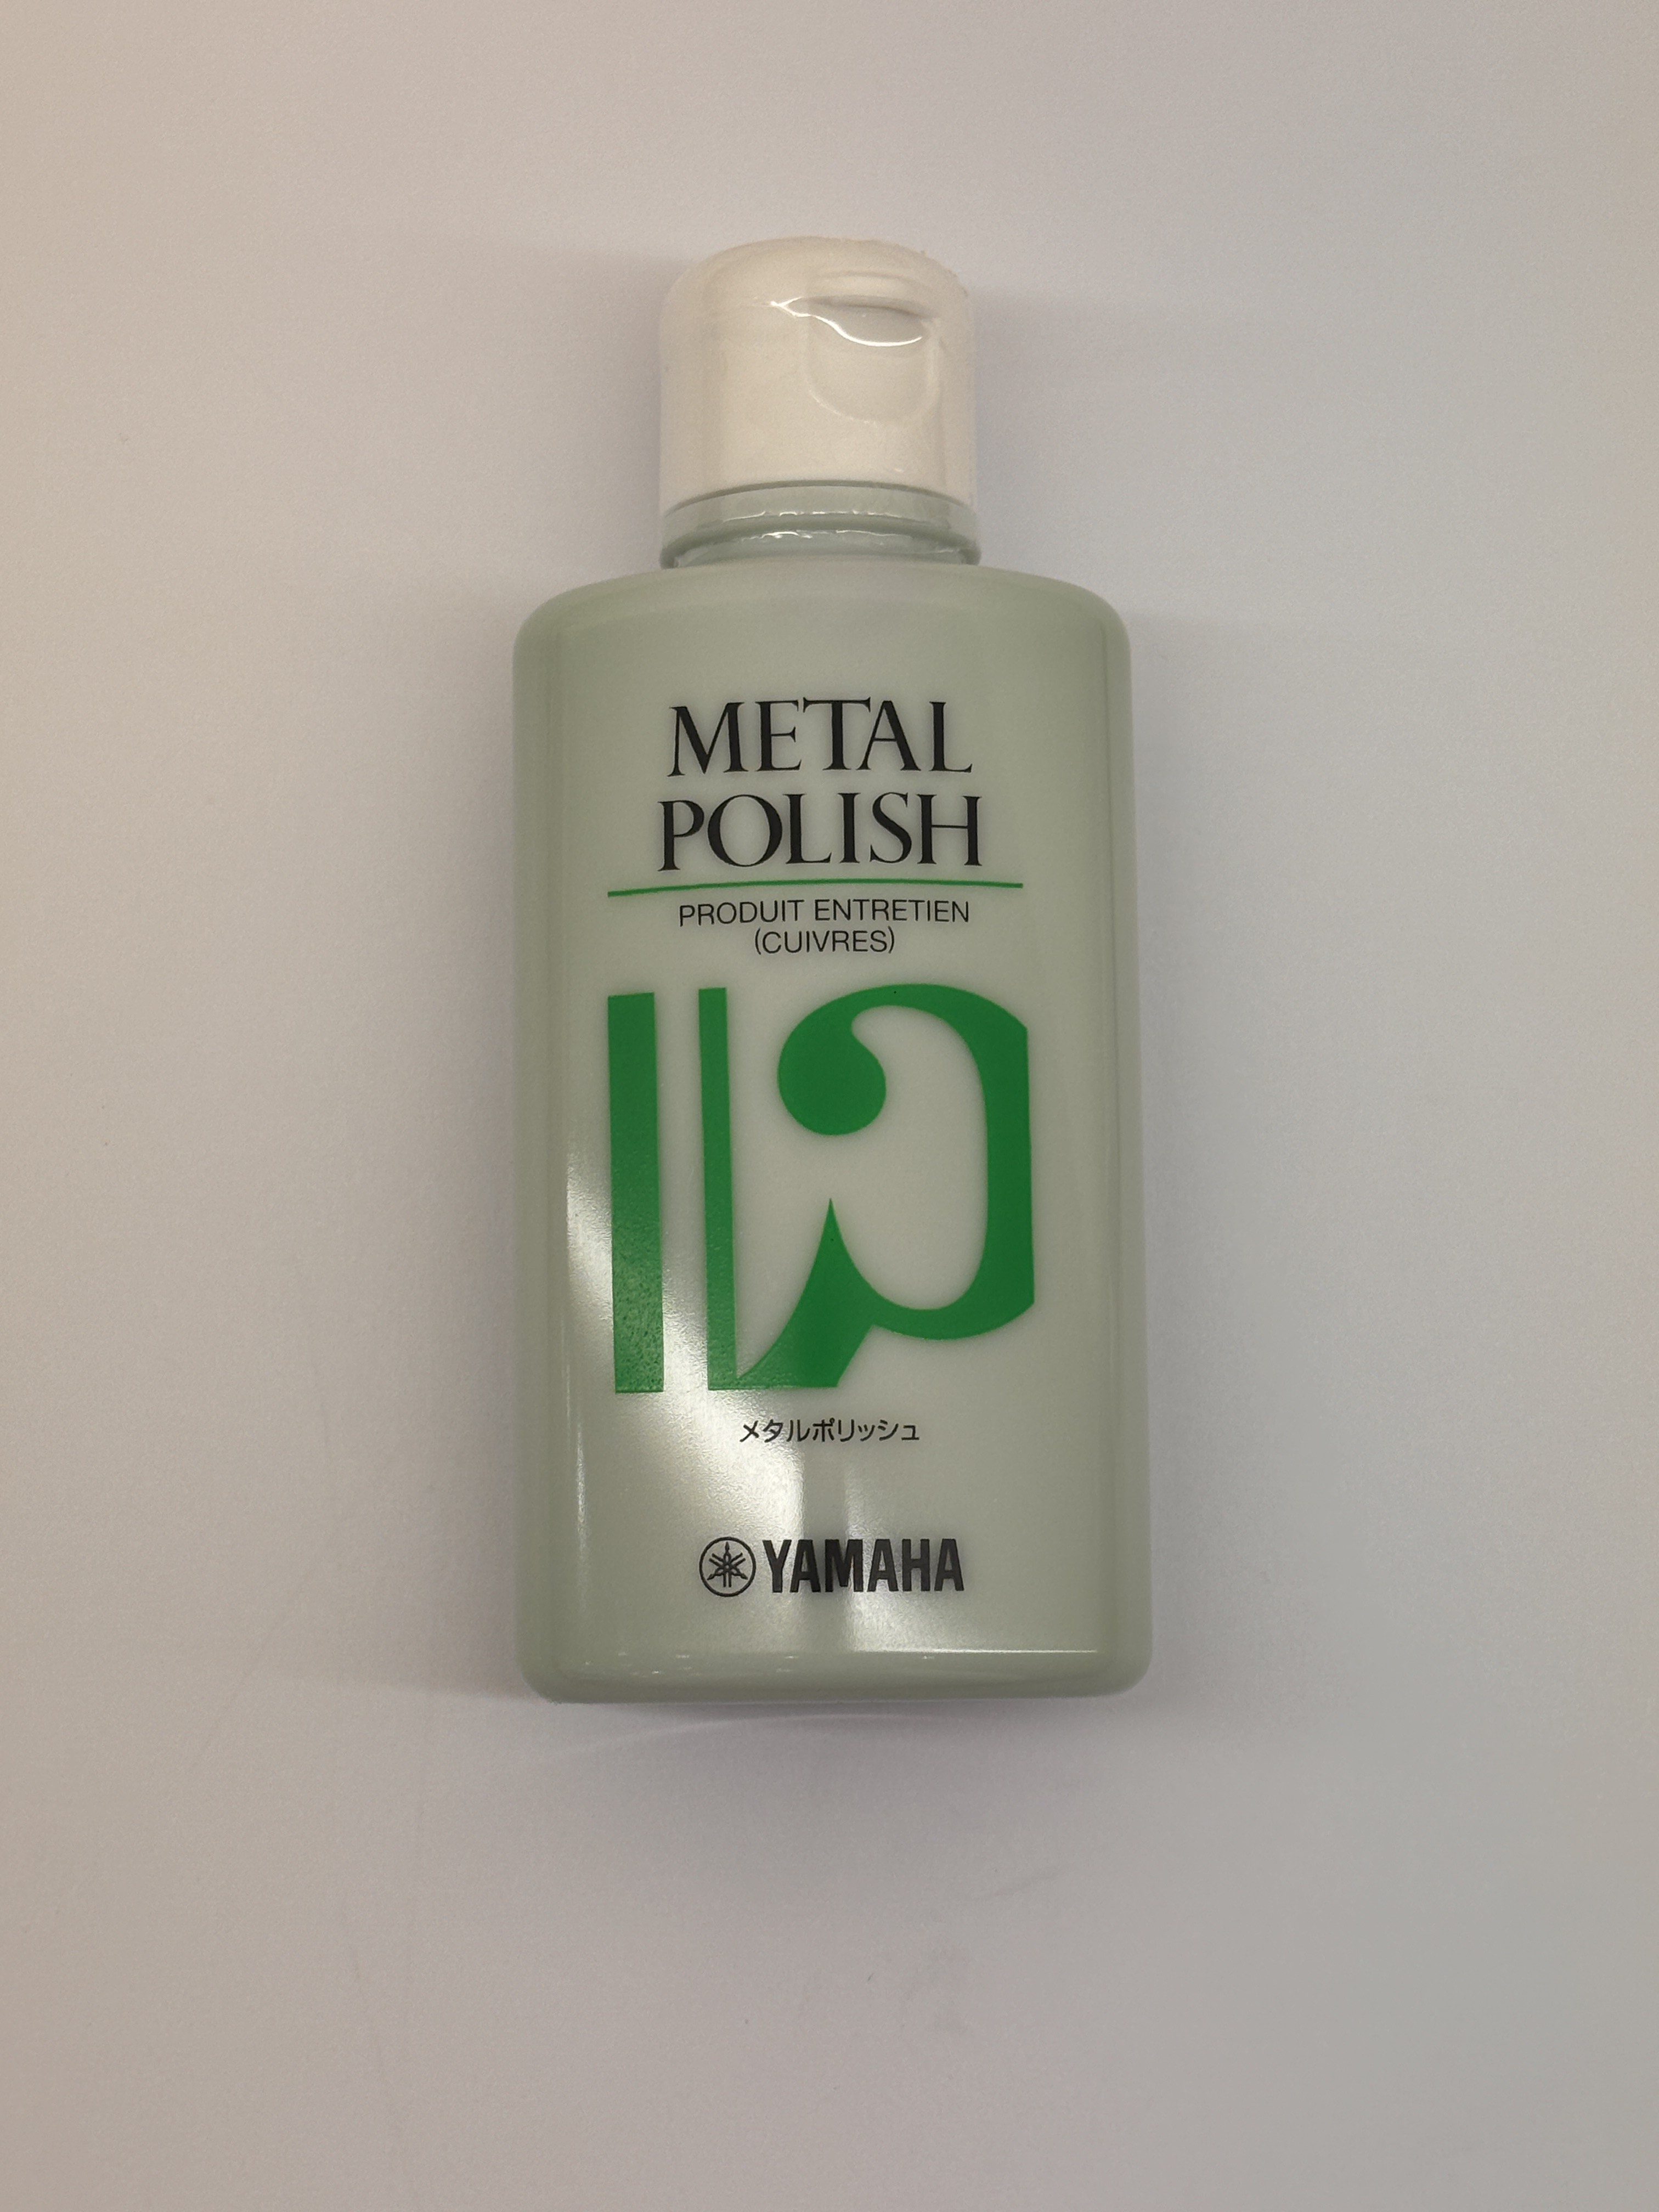 METAL
POLISH
PRODUIT ENTRETIEN
(CUIVRES)
メタルポリッシュ
YAMAHA